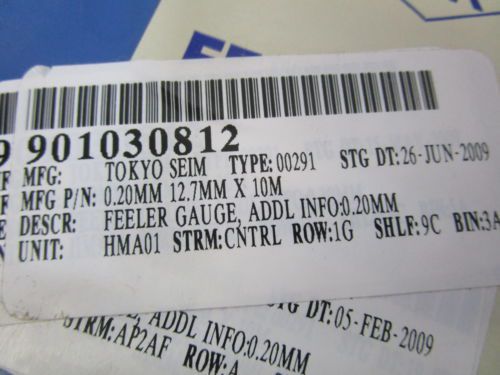 9 901030812
MFG: TOKYO SEIM TYPE:00291 STG DT:26-JUN-2009
MFG P/N: 0.20MM 12.7MM X 10M
DESCR: FEELER GAUGE, ADDL INFO:0.20MM
UNIT: HMA01 STRM:CNTRL ROW:1G SHLF:9C BIN:3A
STG DT:05-FEB-2009
ADDL INFO:0.20MM
STRM:AP2AF ROW:A